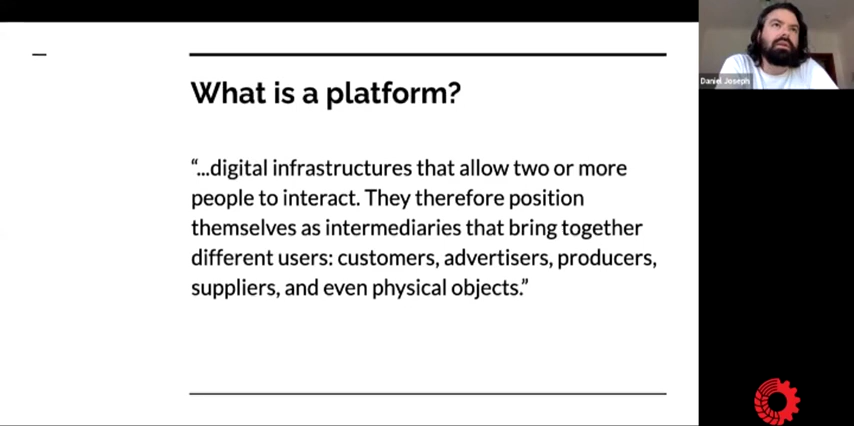 What is a platform?
“...digital infrastructures that allow two or more
people to interact. They therefore position
themselves as intermediaries that bring together
different users: customers, advertisers, producers,
suppliers, and even physical objects.”
Daniel Joseph